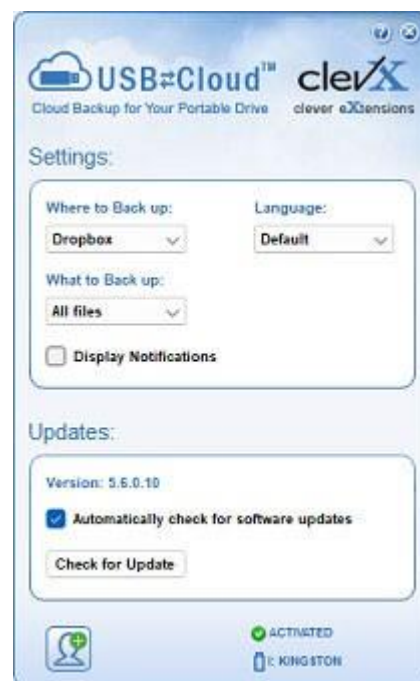 USB⇄Cloud™
clevX
Cloud Backup for Your Portable Drive
clever eXtensions
Settings:
Where to Back up:
Language:
Dropbox
Default
What to Back up:
All files
Display Notifications
Updates:
Version: 5.6.0.10
Automatically check for software updates
Check for Update
ACTIVATED
I: KINGSTON